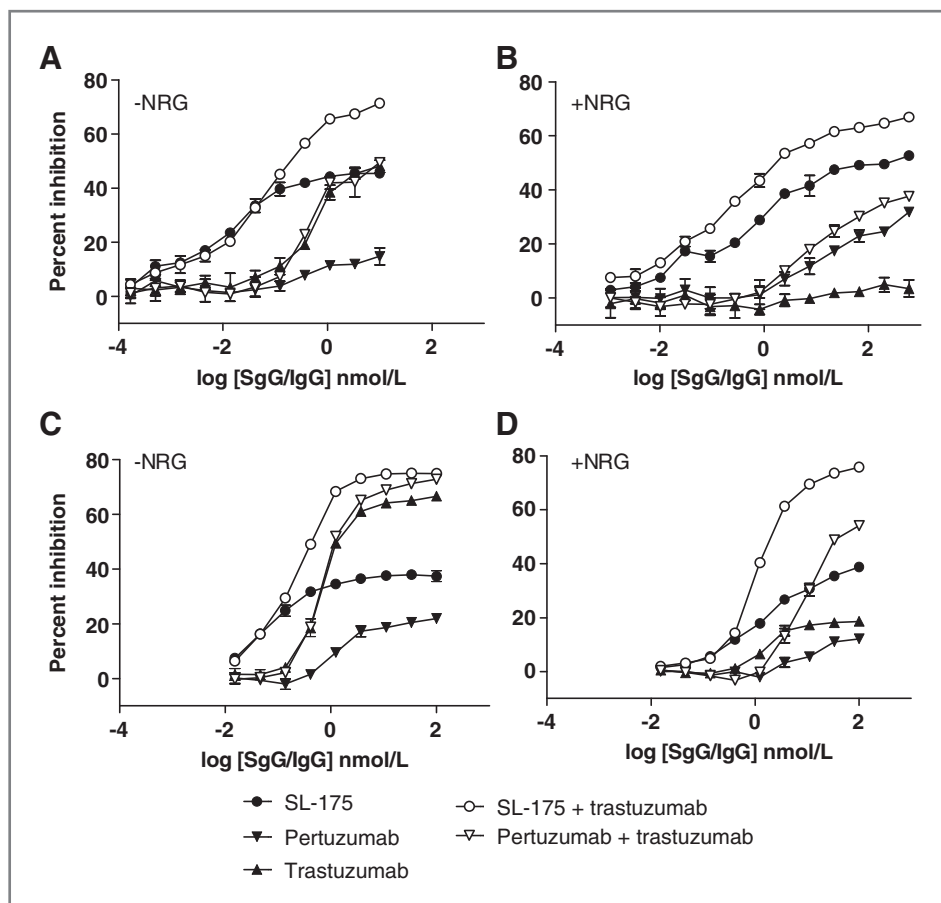 A
B
-NRG
+NRG
80
60
40
20
0
Percent inhibition
-4
-2
0
2
log [SgG/IgG] nmol/L
80
60
40
20
0
-4
-2
0
2
log [SgG/IgG] nmol/L
C
D
-NRG
+NRG
80
60
40
20
0
Percent inhibition
-4
-2
0
2
log [SgG/IgG] nmol/L
80
60
40
20
0
-4
-2
0
2
log [SgG/IgG] nmol/L
SL-175
SL-175 + trastuzumab
Pertuzumab
Pertuzumab + trastuzumab
Trastuzumab